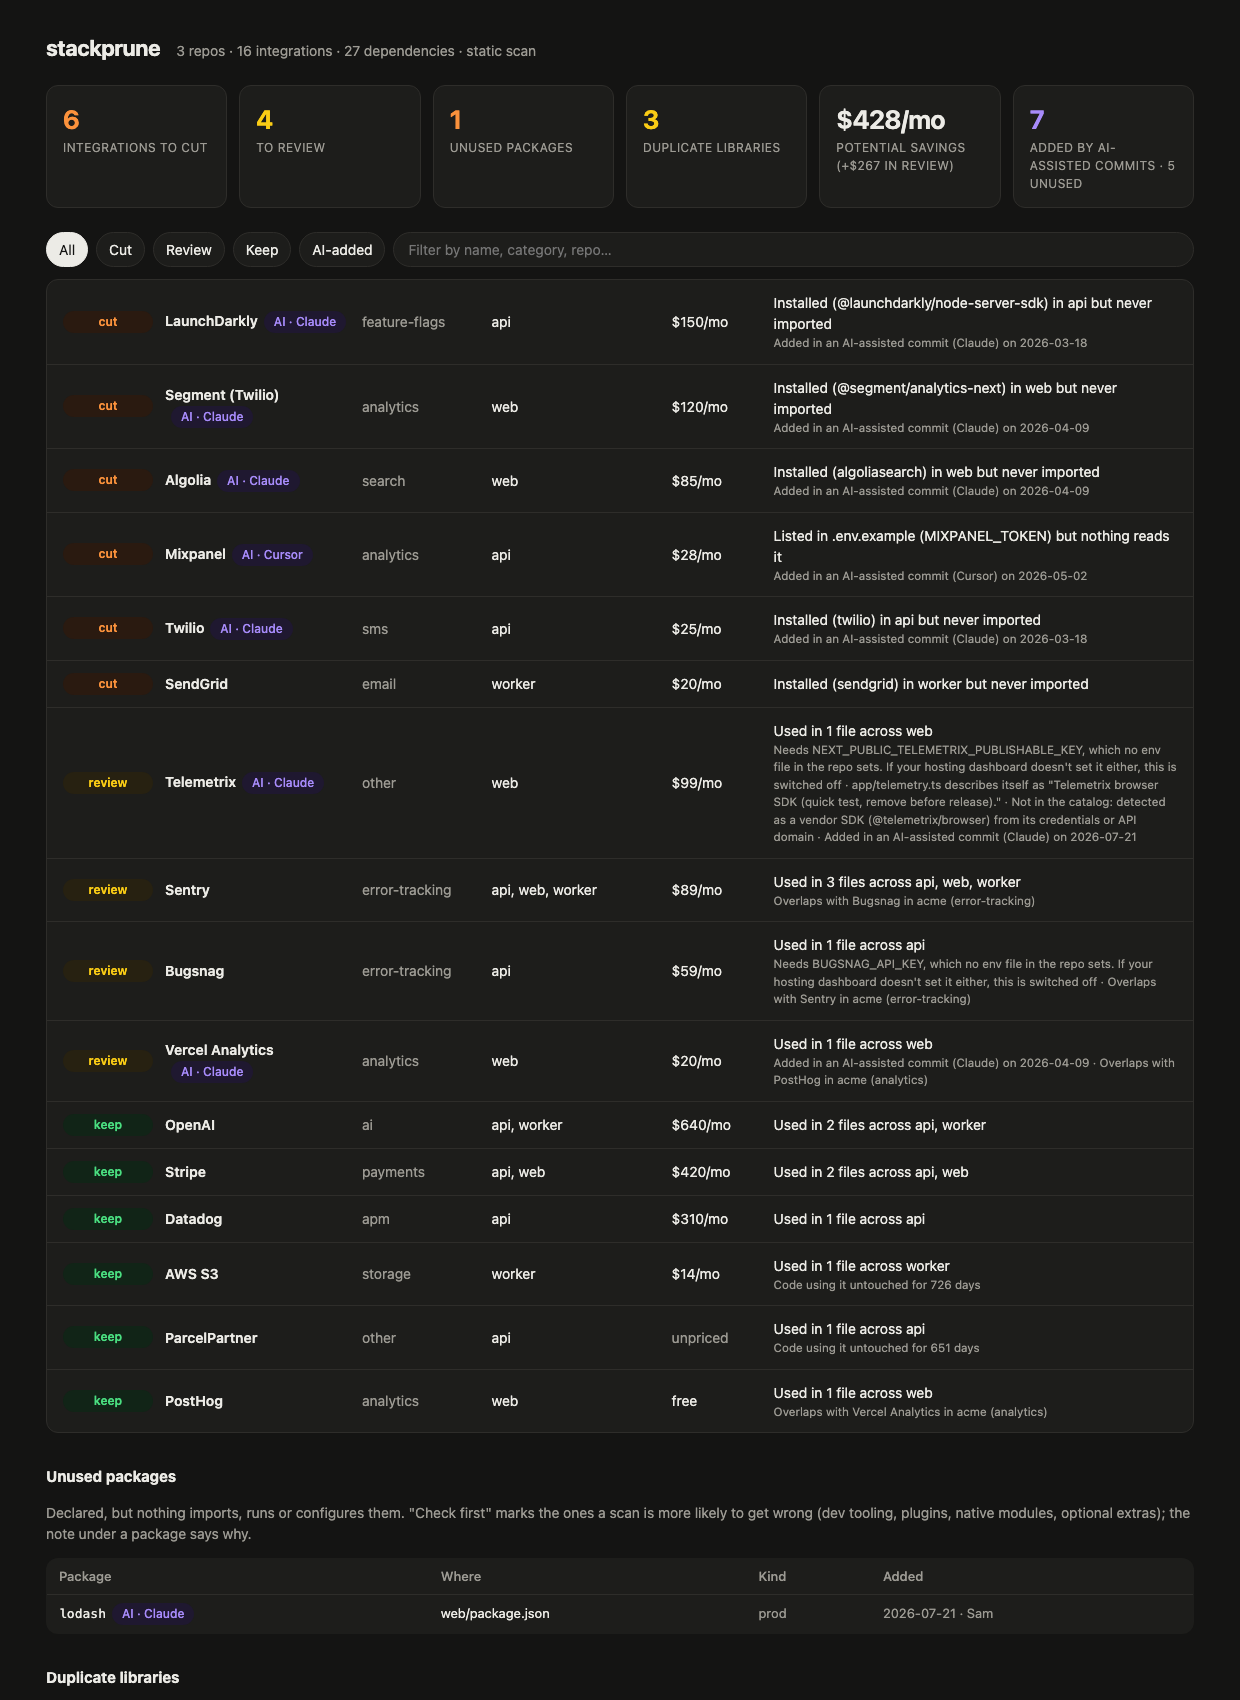 stackprune 3 repos · 16 integrations · 27 dependencies · static scan
6
INTEGRATIONS TO CUT
4
TO REVIEW
1
UNUSED PACKAGES
3
DUPLICATE LIBRARIES
$428/mo
POTENTIAL SAVINGS
(+$267 IN REVIEW)
7
ADDED BY AI-
ASSISTED COMMITS · 5
UNUSED
All Cut Review Keep AI-added Filter by name, category, repo...
cut LaunchDarkly AI · Claude feature-flags api $150/mo Installed (@launchdarkly/node-server-sdk) in api but never
imported
Added in an AI-assisted commit (Claude) on 2026-03-18
cut Segment (Twilio) AI · Claude analytics web $120/mo Installed (@segment/analytics-next) in web but never
imported
Added in an AI-assisted commit (Claude) on 2026-04-09
cut Algolia AI · Claude search web $85/mo Installed (algoliasearch) in web but never imported
Added in an AI-assisted commit (Claude) on 2026-04-09
cut Mixpanel AI · Cursor analytics api $28/mo Listed in .env.example (MIXPANEL_TOKEN) but nothing reads
it
Added in an AI-assisted commit (Cursor) on 2026-05-02
cut Twilio AI · Claude sms api $25/mo Installed (twilio) in api but never imported
Added in an AI-assisted commit (Claude) on 2026-03-18
cut SendGrid email worker $20/mo Installed (sendgrid) in worker but never imported
review Telemetrix AI · Claude other web $99/mo Used in 1 file across web
Needs NEXT_PUBLIC_TELEMETRIX_PUBLISHABLE_KEY, which no env
file in the repo sets. If your hosting dashboard doesn't set it either, this is
switched off · app/telemetry.ts describes itself as "Telemetrix browser
SDK (quick test, remove before release)." · Not in the catalog: detected
as a vendor SDK (@telemetrix/browser) from its credentials or API
domain · Added in an AI-assisted commit (Claude) on 2026-07-21
review Sentry error-tracking api, web, worker $89/mo Used in 3 files across api, web, worker
Overlaps with Bugsnag in acme (error-tracking)
review Bugsnag error-tracking api $59/mo Used in 1 file across api
Needs BUGSNAG_API_KEY, which no env file in the repo sets. If your
hosting dashboard doesn't set it either, this is switched off · Overlaps
with Sentry in acme (error-tracking)
review Vercel Analytics AI · Claude analytics web $20/mo Used in 1 file across web
Added in an AI-assisted commit (Claude) on 2026-04-09 · Overlaps with
PostHog in acme (analytics)
keep OpenAI ai api, worker $640/mo Used in 2 files across api, worker
keep Stripe payments api, web $420/mo Used in 2 files across api, web
keep Datadog apm api $310/mo Used in 1 file across api
keep AWS S3 storage worker $14/mo Used in 1 file across worker
Code using it untouched for 726 days
keep ParcelPartner other api unpriced Used in 1 file across api
Code using it untouched for 651 days
keep PostHog analytics web free Used in 1 file across web
Overlaps with Vercel Analytics in acme (analytics)
Unused packages
Declared, but nothing imports, runs or configures them. "Check first" marks the ones a scan is more likely to get wrong (dev tooling, plugins, native modules, optional extras); the
note under a package says why.
Package Where Kind Added
lodash AI · Claude web/package.json prod 2026-07-21 · Sam
Duplicate libraries